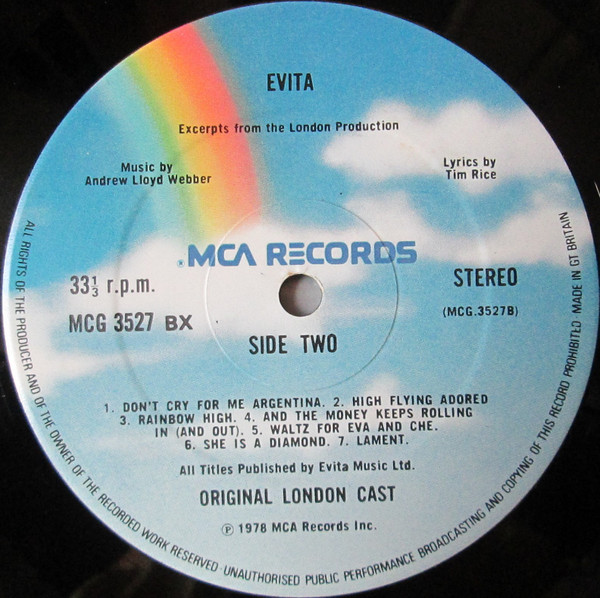 EVITA
Excerpts from the London Production
Music by
Andrew Lloyd Webber
Lyrics by
Tim Rice
MCA RECORDS
33⅓ r.p.m.
STEREO
MCG 3527 BX
(MCG.3527B)
SIDE TWO
1. DON'T CRY FOR ME ARGENTINA. 2. HIGH FLYING ADORED
3. RAINBOW HIGH. 4. AND THE MONEY KEEPS ROLLING
IN (AND OUT). 5. WALTZ FOR EVA AND CHE.
6. SHE IS A DIAMOND. 7. LAMENT.
All Titles Published by Evita Music Ltd.
ORIGINAL LONDON CAST
℗ 1978 MCA Records Inc.
ALL RIGHTS OF THE PRODUCER AND OF THE OWNER OF THE RECORDED WORK RESERVED · UNAUTHORISED PUBLIC PERFORMANCE BROADCASTING AND COPYING OF THIS RECORD PROHIBITED · MADE IN GT BRITAIN